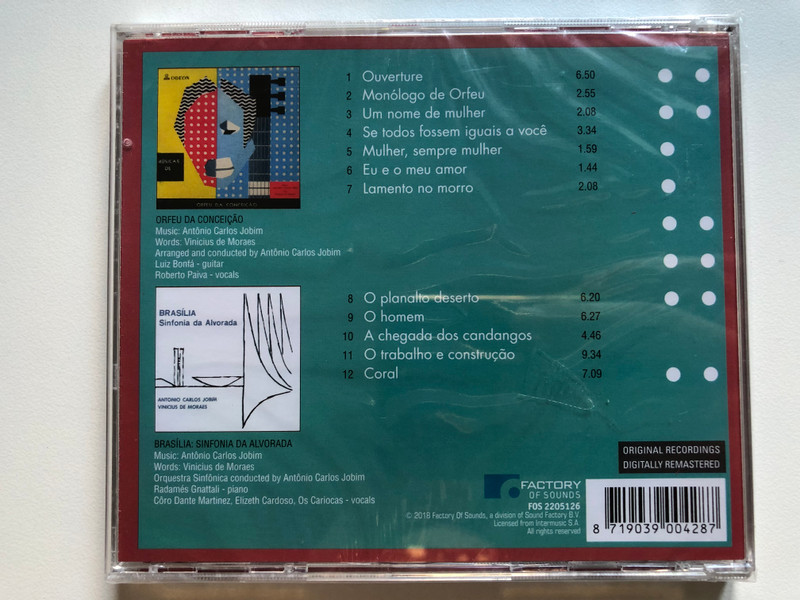 ODEON
ORFEU DA CONCEIÇÃO
1 Ouverture 6.50
2 Monólogo de Orfeu 2.55
3 Um nome de mulher 2.08
4 Se todos fossem iguais a você 3.34
5 Mulher, sempre mulher 1.59
6 Eu e o meu amor 1.44
7 Lamento no morro 2.08
ORFEU DA CONCEIÇÃO
Music: Antônio Carlos Jobim
Words: Vinicius de Moraes
Arranged and conducted by Antônio Carlos Jobim
Luiz Bonfá - guitar
Roberto Paiva - vocals
BRASÍLIA
Sinfonia da Alvorada
ANTONIO CARLOS JOBIN
VINICIUS DE MORAES
8 O planalto deserto 6.20
9 O homem 6.27
10 A chegada dos candangos 4.46
11 O trabalho e construção 9.34
12 Coral 7.09
BRASÍLIA: SINFONIA DA ALVORADA
Music: Antônio Carlos Jobim
Words: Vinicius de Moraes
Orquestra Sinfônica conducted by Antônio Carlos Jobim
Radamés Gnattali - piano
Côro Dante Martinez, Elizeth Cardoso, Os Cariocas - vocals
ORIGINAL RECORDINGS
DIGITALLY REMASTERED
FACTORY
OF SOUNDS
FOS 2205126
© 2016 Factory Of Sounds, a division of Sound Factory B.V.
Licensed from Intermusic S.A.
All rights reserved
8 719039 004287